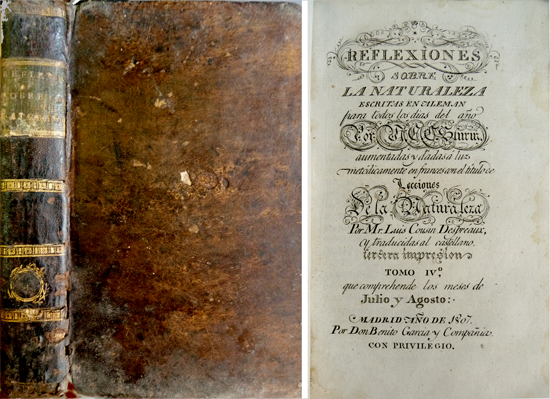 REFLEXIONES
SOBRE
LA NATURALEZA
ESCRITAS EN ALEMAN
para todos los dias del año
Por M. C. C. Sturm,
aumentadas y dadas a luz
metódicamente en frances con el título de
Lecciones
De la Naturaleza
Por Mr. Luis Cousin Despreaux,
y traducidas al castellano.
tercera impresion
TOMO IV.º
que comprehende los meses de
Julio y Agosto:
MADRID AÑO DE 1807.
Por Don Benito Garcia y Compañia.
CON PRIVILEGIO.